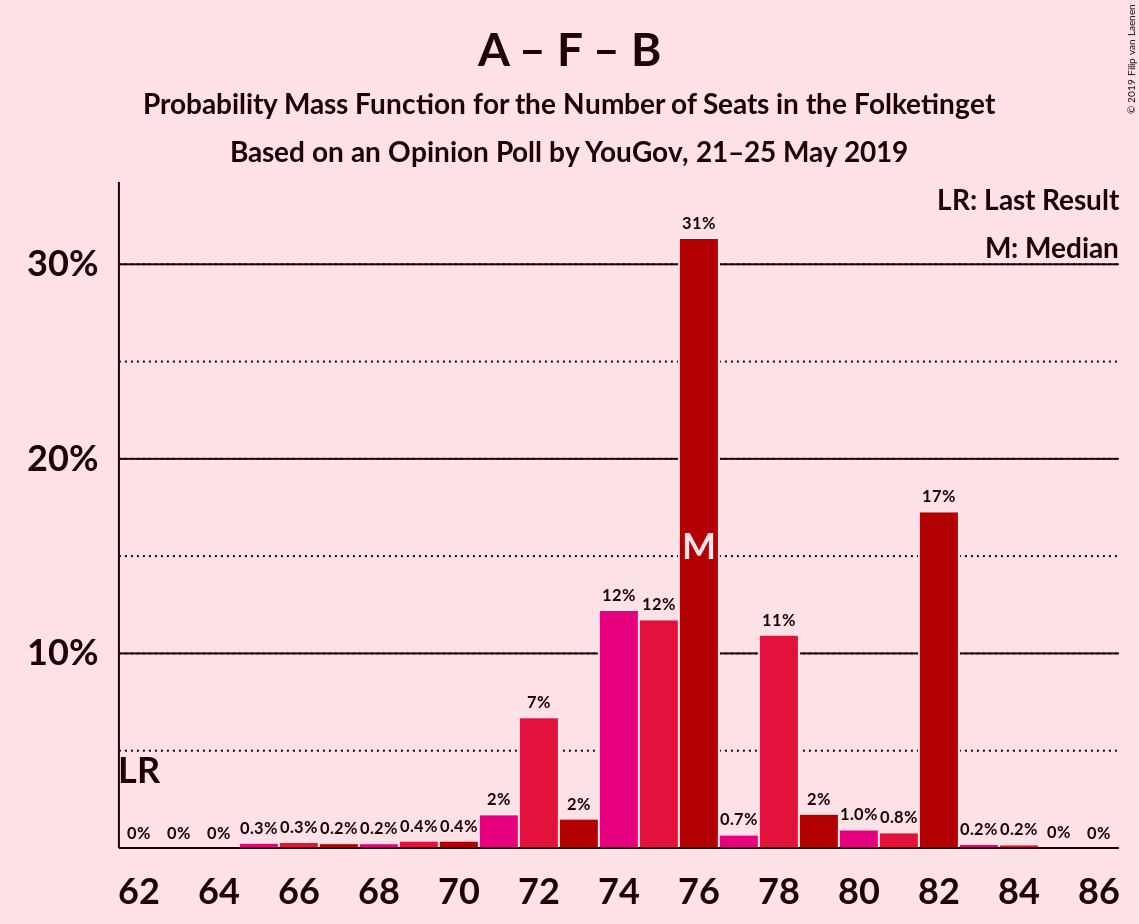 A – F – B
Probability Mass Function for the Number of Seats in the Folketinget
Based on an Opinion Poll by YouGov, 21–25 May 2019
© 2019 Filip van Laenen
LR: Last Result
M: Median
30%
20%
10%
LR
M
0% 0% 0% 0.3% 0.3% 0.2% 0.2% 0.4% 0.4% 2% 7% 2% 12% 12% 31% 0.7% 11% 2% 1.0% 0.8% 17% 0.2% 0.2% 0% 0%
62 64 66 68 70 72 74 76 78 80 82 84 86